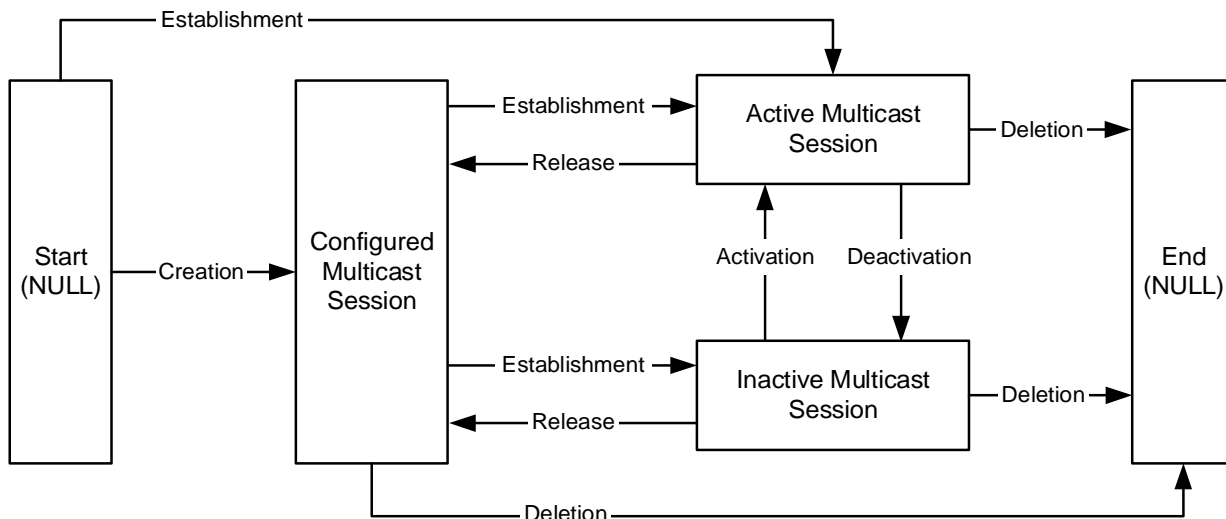 Establishment
Start
(NULL)
Creation
Configured
Multicast
Session
Establishment
Release
Active Multicast
Session
Deletion
Activation
Deactivation
Establishment
Release
Inactive Multicast
Session
Deletion
End
(NULL)
Deletion